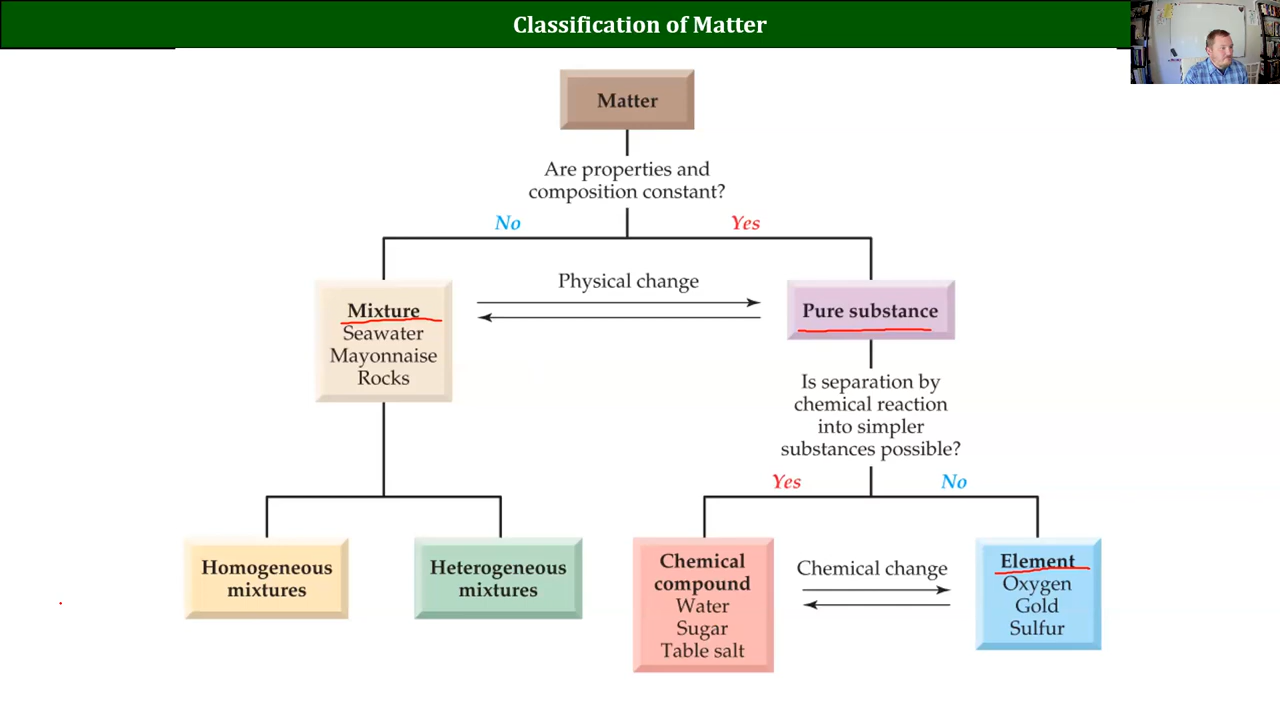 Classification of Matter
Matter
Are properties and
composition constant?
No
Yes
Physical change
Mixture
Seawater
Mayonnaise
Rocks
Pure substance
Is separation by
chemical reaction
into simpler
substances possible?
Yes
No
Homogeneous
mixtures
Heterogeneous
mixtures
Chemical
compound
Water
Sugar
Table salt
Chemical change
Element
Oxygen
Gold
Sulfur